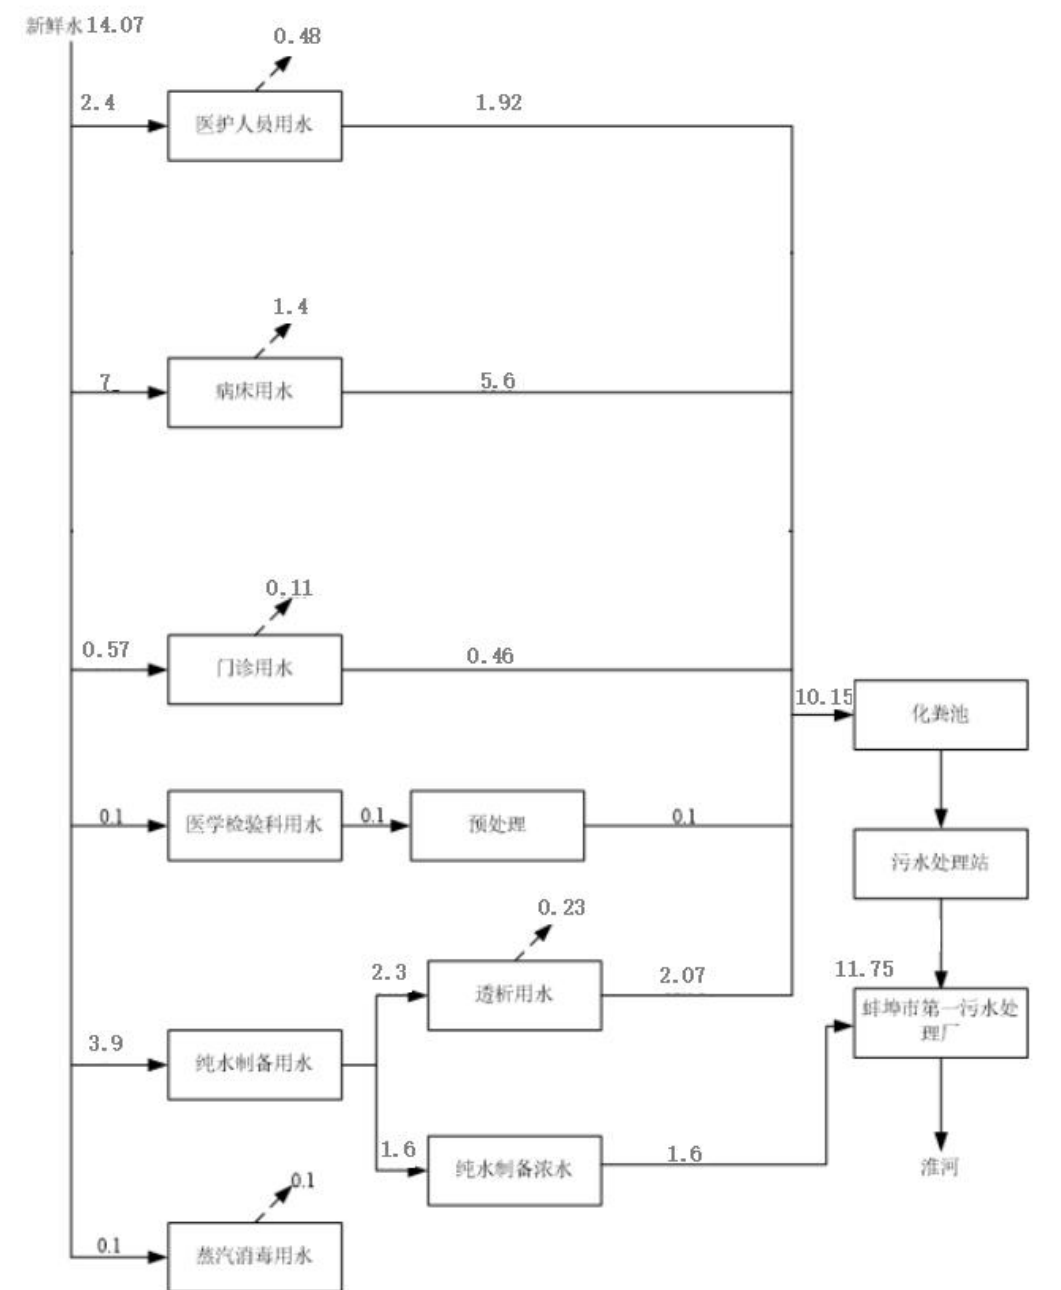 新鲜水14.07
0.48
2.4
医护人员用水
1.92
1.4
7
病床用水
5.6
0.11
0.57
门诊用水
0.46
10.15
化粪池
0.1
医学检验科用水
0.1
预处理
0.1
污水处理站
0.23
2.3
透析用水
2.07
11.75
蚌埠市第一污水处
理厂
3.9
纯水制备用水
1.6
纯水制备浓水
1.6
淮河
0.1
0.1
蒸汽消毒用水